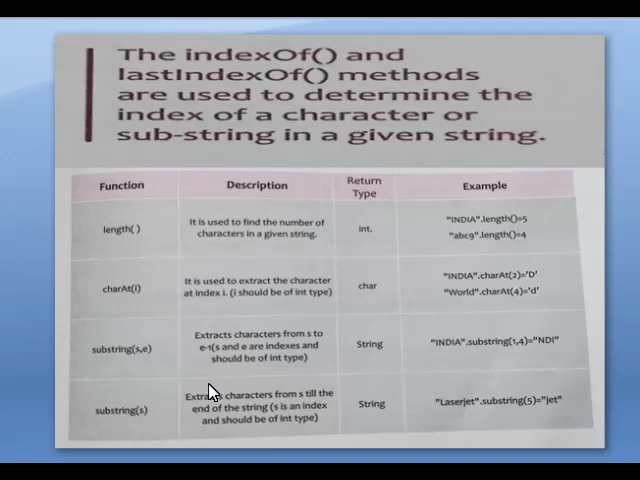 The indexOf() and
lastIndexOf() methods
are used to determine the
index of a character or
sub-string in a given string.
Function Description Return Type Example
length( ) It is used to find the number of
characters in a given string. int. "INDIA".length()=5
"abc9".length()=4
charAt(i) It is used to extract the character
at index i. (i should be of int type) char "INDIA".charAt(2)='D'
"World".charAt(4)='d'
substring(s,e) Extracts characters from s to
e-1(s and e are indexes and
should be of int type) String "INDIA".substring(1,4)="NDI"
substring(s) Extracts characters from s till the
end of the string (s is an index
and should be of int type) String "Laserjet".substring(5)="jet"